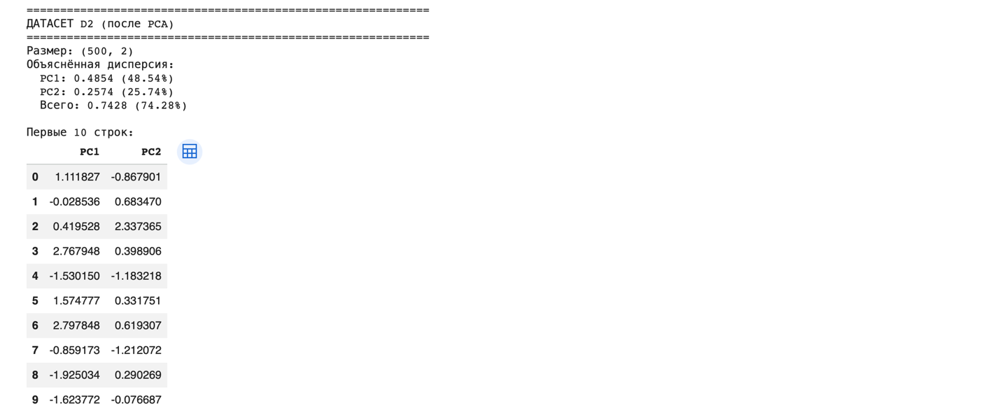 ============================================================
ДАТАСЕТ D2 (после PCA)
============================================================
Размер: (500, 2)
Объяснённая дисперсия:
  PC1: 0.4854 (48.54%)
  PC2: 0.2574 (25.74%)
  Всего: 0.7428 (74.28%)
Первые 10 строк:
PC1 PC2
0 1.111827 -0.867901
1 -0.028536 0.683470
2 0.419528 2.337365
3 2.767948 0.398906
4 -1.530150 -1.183218
5 1.574777 0.331751
6 2.797848 0.619307
7 -0.859173 -1.212072
8 -1.925034 0.290269
9 -1.623772 -0.076687